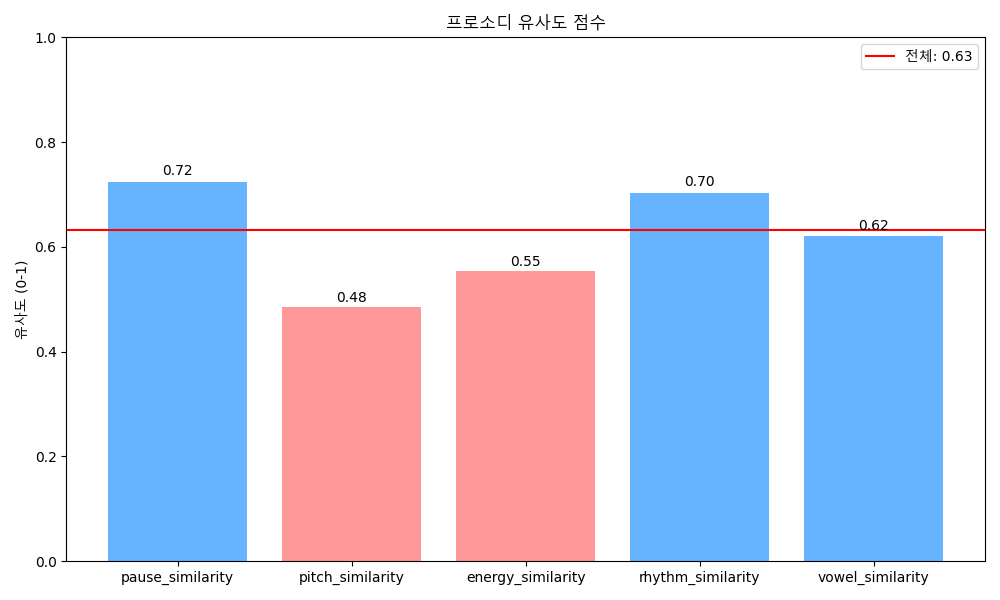 프로소디 유사도 점수
전체: 0.63
유사도 (0-1)
1.0
0.8
0.6
0.4
0.2
0.0
0.72
0.48
0.55
0.70
0.62
pause_similarity
pitch_similarity
energy_similarity
rhythm_similarity
vowel_similarity